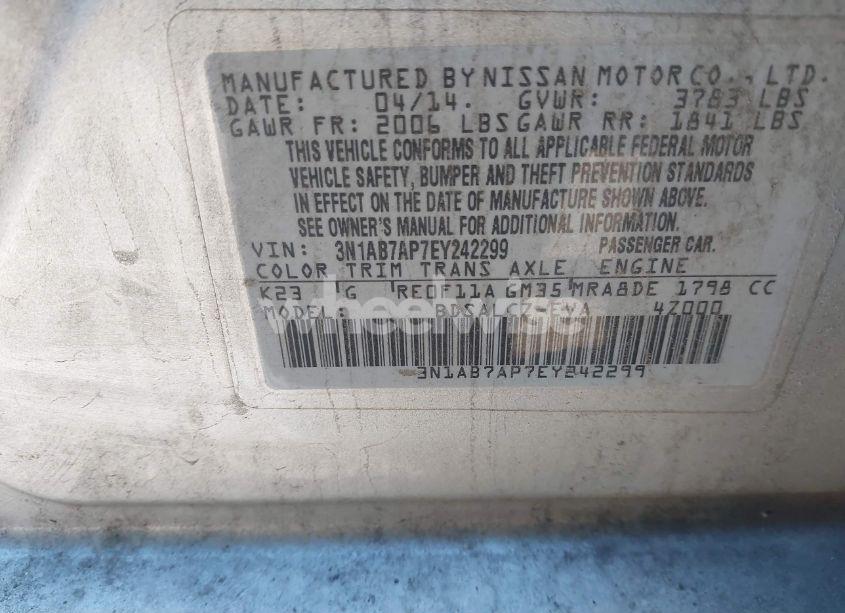 MANUFACTURED BY NISSAN MOTOR CO., LTD.
DATE: 04/14. GVWR: 3783 LBS
GAWR FR: 2006 LBS GAWR RR: 1841 LBS
THIS VEHICLE CONFORMS TO ALL APPLICABLE FEDERAL MOTOR
VEHICLE SAFETY, BUMPER AND THEFT PREVENTION STANDARDS
IN EFFECT ON THE DATE OF MANUFACTURE SHOWN ABOVE.
SEE OWNER'S MANUAL FOR ADDITIONAL INFORMATION.
VIN: 3N1AB7AP7EY242299 PASSENGER CAR.
COLOR TRIM TRANS AXLE ENGINE
K23 G RE0F11A GM35 MRA8DE 1798 CC
MODEL: BDSALCZ-EVA 4Z000
wheelwise
3N1AB7AP7EY242299